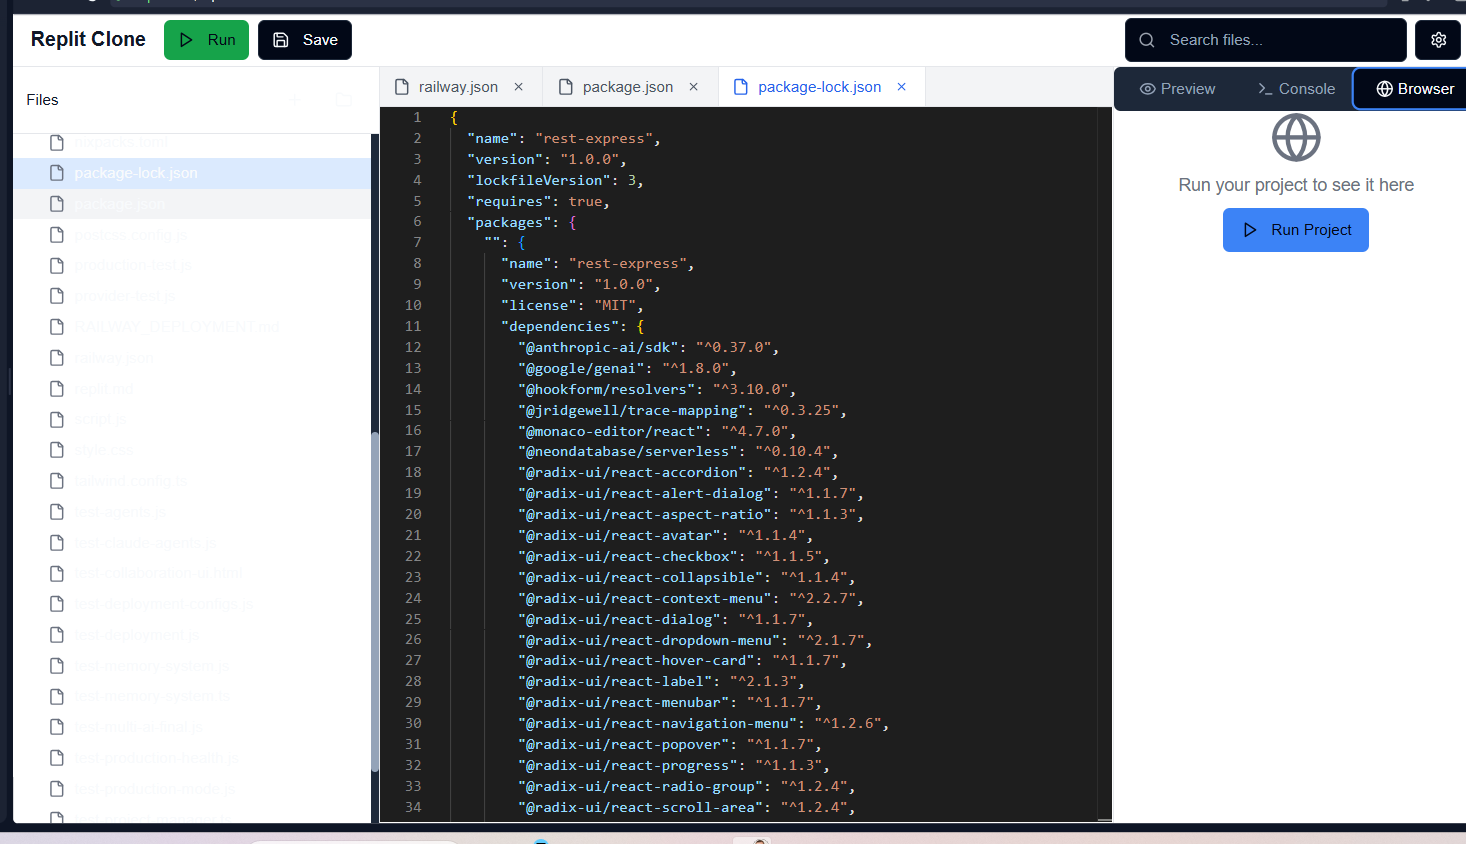 Replit Clone
Run
Save
Search files...
Files
railway.json
package.json
package-lock.json
Preview
Console
Browser
nixpacks.toml
package-lock.json
package.json
postcss.config.js
production-test.js
provider-test.js
RAILWAY_DEPLOYMENT.md
railway.json
replit.md
script.js
style.css
tailwind.config.ts
test-agents.js
test-claude-agents.js
test-collaboration-ui.html
test-deployment-configs.js
test-deployment.js
test-memory-system.js
test-memory-system.ts
test-multi-ai-final.js
test-production-health.js
test-production-mode.js
1 {
2 "name": "rest-express",
3 "version": "1.0.0",
4 "lockfileVersion": 3,
5 "requires": true,
6 "packages": {
7 "": {
8 "name": "rest-express",
9 "version": "1.0.0",
10 "license": "MIT",
11 "dependencies": {
12 "@anthropic-ai/sdk": "^0.37.0",
13 "@google/genai": "^1.8.0",
14 "@hookform/resolvers": "^3.10.0",
15 "@jridgewell/trace-mapping": "^0.3.25",
16 "@monaco-editor/react": "^4.7.0",
17 "@neondatabase/serverless": "^0.10.4",
18 "@radix-ui/react-accordion": "^1.2.4",
19 "@radix-ui/react-alert-dialog": "^1.1.7",
20 "@radix-ui/react-aspect-ratio": "^1.1.3",
21 "@radix-ui/react-avatar": "^1.1.4",
22 "@radix-ui/react-checkbox": "^1.1.5",
23 "@radix-ui/react-collapsible": "^1.1.4",
24 "@radix-ui/react-context-menu": "^2.2.7",
25 "@radix-ui/react-dialog": "^1.1.7",
26 "@radix-ui/react-dropdown-menu": "^2.1.7",
27 "@radix-ui/react-hover-card": "^1.1.7",
28 "@radix-ui/react-label": "^2.1.3",
29 "@radix-ui/react-menubar": "^1.1.7",
30 "@radix-ui/react-navigation-menu": "^1.2.6",
31 "@radix-ui/react-popover": "^1.1.7",
32 "@radix-ui/react-progress": "^1.1.3",
33 "@radix-ui/react-radio-group": "^1.2.4",
34 "@radix-ui/react-scroll-area": "^1.2.4",
Run your project to see it here
Run Project